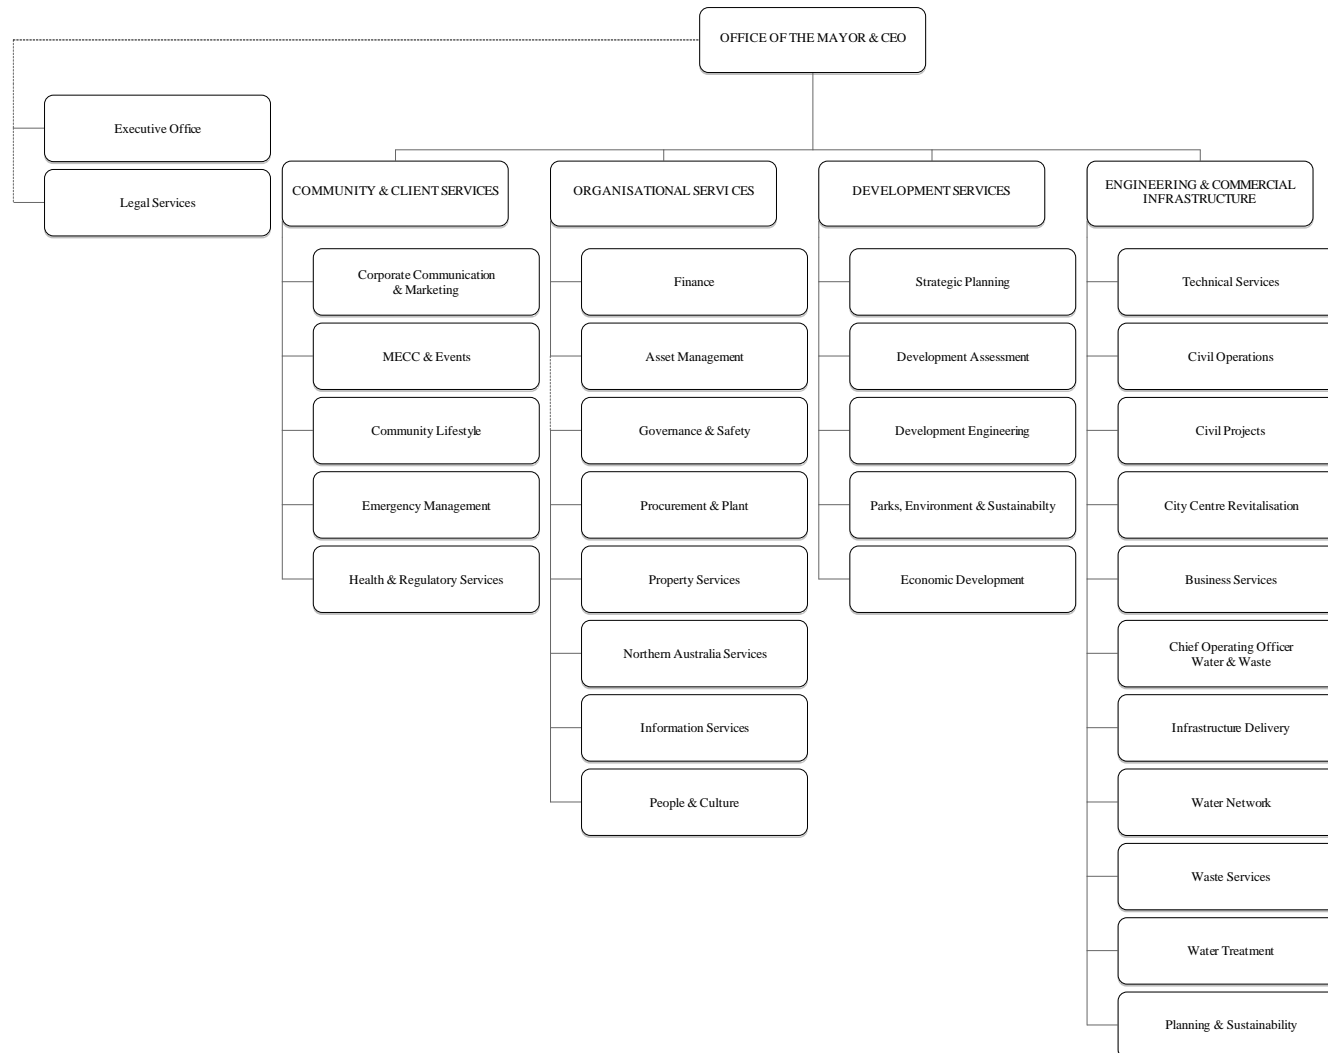 OFFICE OF THE MAYOR & CEO
Executive Office
Legal Services
COMMUNITY & CLIENT SERVICES
Corporate Communication
& Marketing
MECC & Events
Community Lifestyle
Emergency Management
Health & Regulatory Services
ORGANISATIONAL SERVICES
Finance
Asset Management
Governance & Safety
Procurement & Plant
Property Services
Northern Australia Services
Information Services
People & Culture
DEVELOPMENT SERVICES
Strategic Planning
Development Assessment
Development Engineering
Parks, Environment & Sustainabilty
Economic Development
ENGINEERING & COMMERCIAL
INFRASTRUCTURE
Technical Services
Civil Operations
Civil Projects
City Centre Revitalisation
Business Services
Chief Operating Officer
Water & Waste
Infrastructure Delivery
Water Network
Waste Services
Water Treatment
Planning & Sustainability